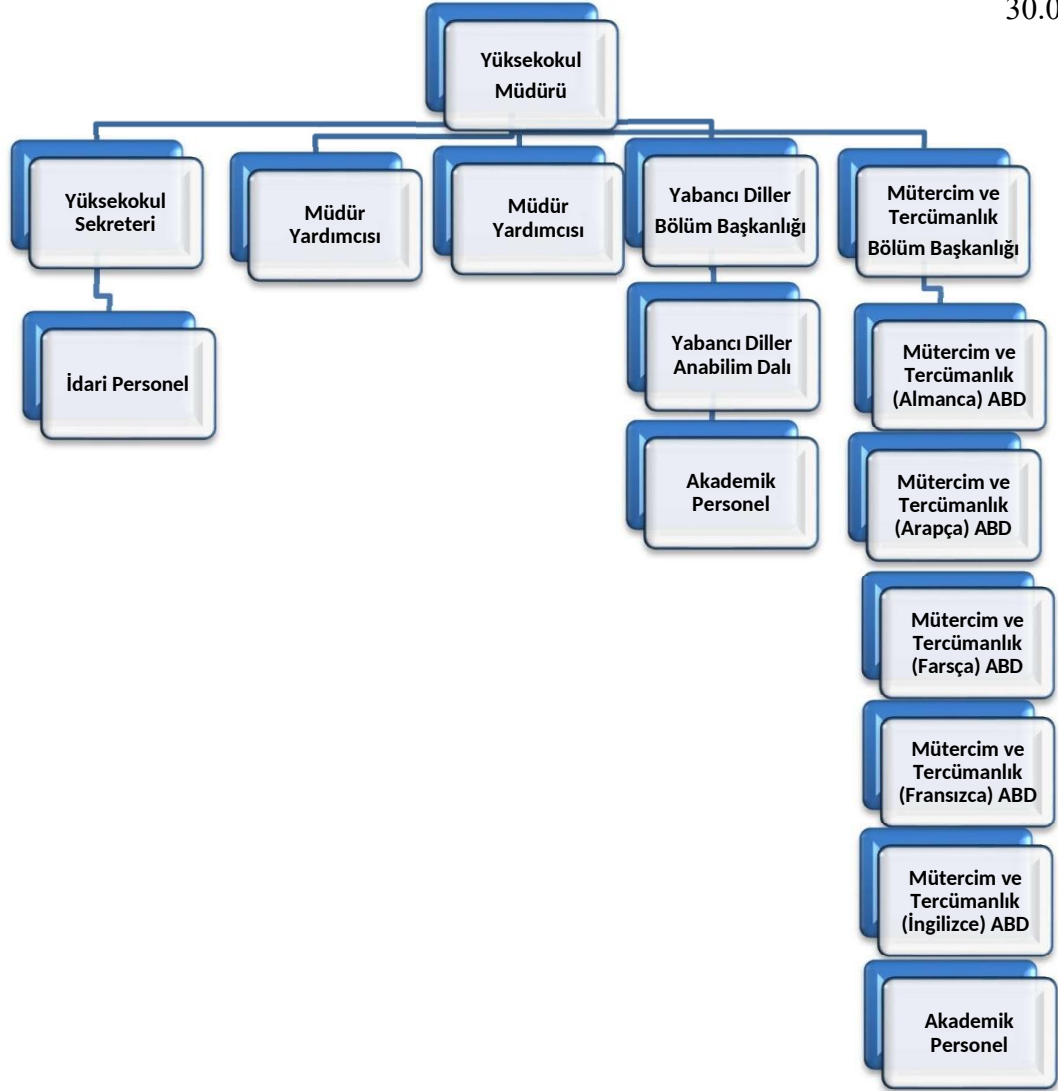 30.0
Yüksekokul
Müdürü
Yüksekokul
Sekreteri
Müdür
Yardımcısı
Müdür
Yardımcısı
Yabancı Diller
Bölüm Başkanlığı
Mütercim ve
Tercümanlık
Bölüm Başkanlığı
İdari Personel
Yabancı Diller
Anabilim Dalı
Akademik
Personel
Mütercim ve
Tercümanlık
(Almanca) ABD
Mütercim ve
Tercümanlık
(Arapça) ABD
Mütercim ve
Tercümanlık
(Farsça) ABD
Mütercim ve
Tercümanlık
(Fransızca) ABD
Mütercim ve
Tercümanlık
(İngilizce) ABD
Akademik
Personel